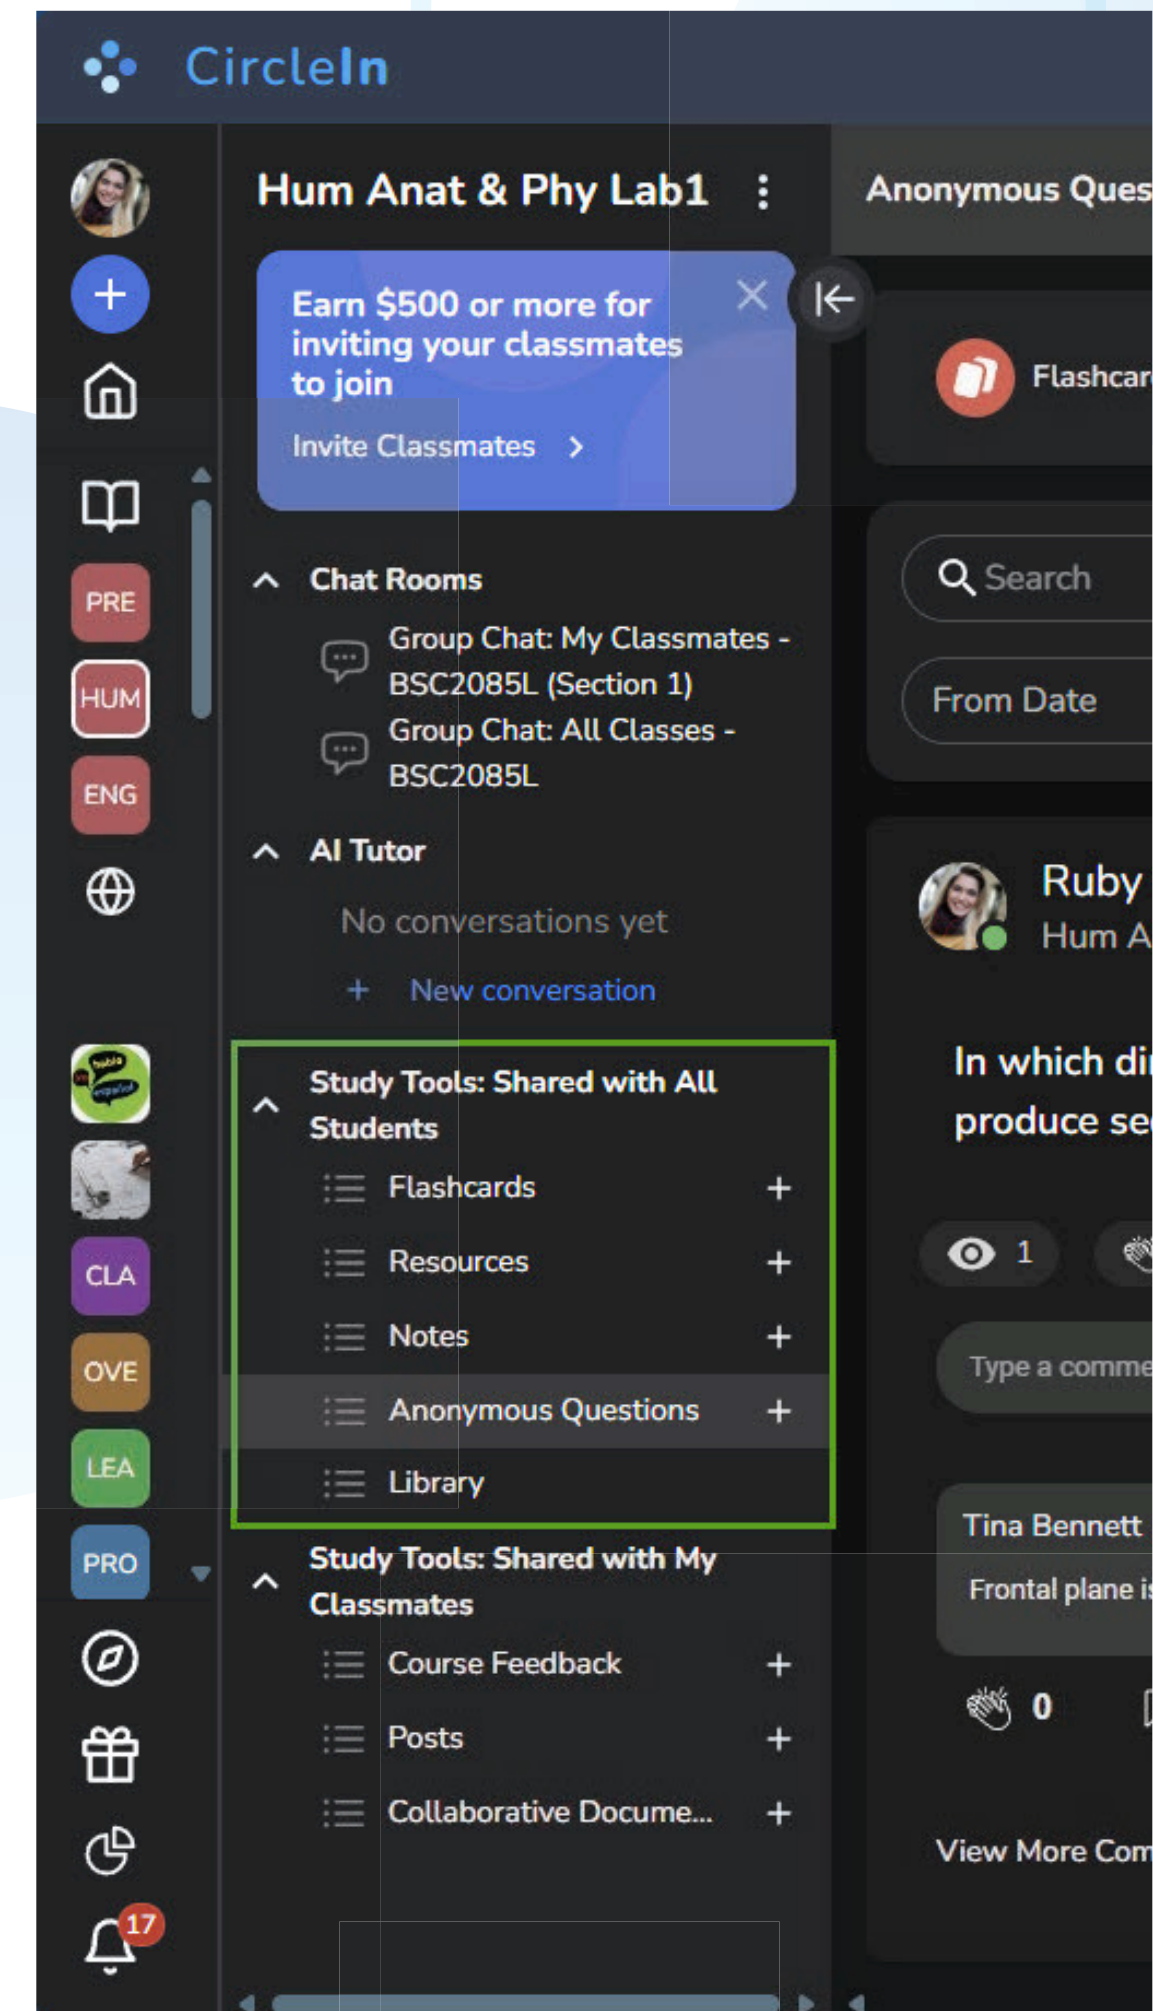 CircleIn
Hum Anat & Phy Lab1
Earn $500 or more for
inviting your classmates
to join
Invite Classmates
Chat Rooms
Group Chat: My Classmates -
BSC2085L (Section 1)
Group Chat: All Classes -
BSC2085L
AI Tutor
No conversations yet
+ New conversation
Study Tools: Shared with All
Students
Flashcards +
Resources +
Notes +
Anonymous Questions +
Library
Study Tools: Shared with My
Classmates
Course Feedback +
Posts +
Collaborative Docume... +
PRE
HUM
ENG
hablo
español
CLA
OVE
LEA
PRO
17
Anonymous Ques
Flashcar
Search
From Date
Ruby
Hum A
In which di
produce se
1
Type a comme
Tina Bennett
Frontal plane is
0
View More Com